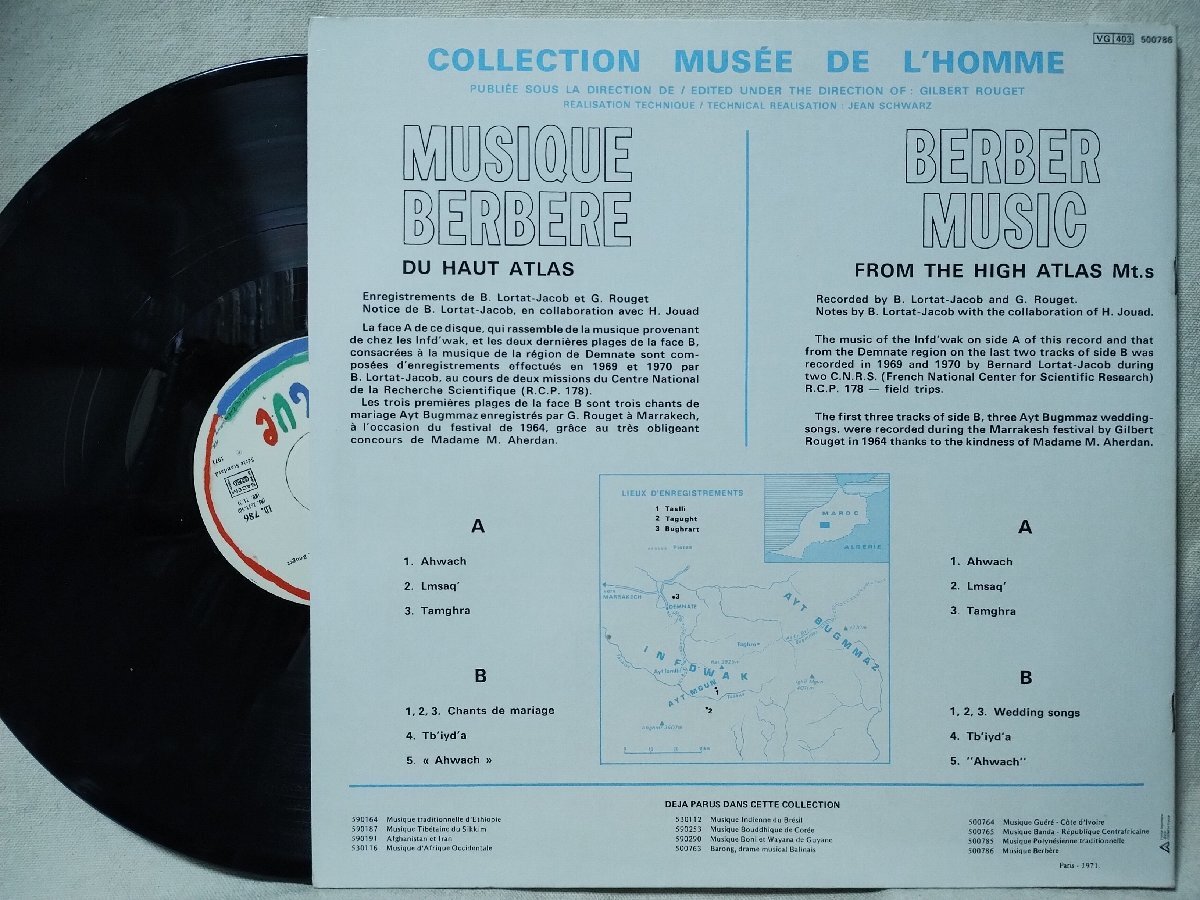 VG 403 500786
COLLECTION MUSÉE DE L'HOMME
PUBLIÉE SOUS LA DIRECTION DE / EDITED UNDER THE DIRECTION OF : GILBERT ROUGET
REALISATION TECHNIQUE / TECHNICAL REALISATION : JEAN SCHWARZ
MUSIQUE
BERBERE
DU HAUT ATLAS
Enregistrements de B. Lortat-Jacob et G. Rouget
Notice de B. Lortat-Jacob, en collaboration avec H. Jouad
La face A de ce disque, qui rassemble de la musique provenant
de chez les Infd'wak, et les deux dernières plages de la face B,
consacrées à la musique de la région de Demnate sont com-
posées d'enregistrements effectués en 1969 et 1970 par
B. Lortat-Jacob, au cours de deux missions du Centre National
de la Recherche Scientifique (R.C.P. 178).
Les trois premières plages de la face B sont trois chants de
mariage Ayt Bugmmaz enregistrés par G. Rouget à Marrakech,
à l'occasion du festival de 1964, grâce au très obligeant
concours de Madame M. Aherdan.
BERBER
MUSIC
FROM THE HIGH ATLAS Mt.s
Recorded by B. Lortat-Jacob and G. Rouget.
Notes by B. Lortat-Jacob with the collaboration of H. Jouad.
The music of the Infd'wak on side A of this record and that
from the Demnate region on the last two tracks of side B was
recorded in 1969 and 1970 by Bernard Lortat-Jacob during
two C.N.R.S. (French National Center for Scientific Research)
R.C.P. 178 — field trips.
The first three tracks of side B, three Ayt Bugmmaz wedding-
songs, were recorded during the Marrakesh festival by Gilbert
Rouget in 1964 thanks to the kindness of Madame M. Aherdan.
A
1. Ahwach
2. Lmsaq'
3. Tamghra
B
1, 2, 3. Chants de mariage
4. Tb'iyd'a
5. « Ahwach »
LIEUX D'ENREGISTREMENTS
1 Taslli
2 Tagught
3 Bughrart
MAROC
ALGERIE
vers
MARRAKECH
3
DEMNATE
AYT BUGMMAZ
INFDWAK
AYT MOUN
1
2
A
1. Ahwach
2. Lmsaq'
3. Tamghra
B
1, 2, 3. Wedding songs
4. Tb'iyd'a
5. "Ahwach"
DEJA PARUS DANS CETTE COLLECTION
590164 Musique traditionnelle d'Ethiopie
590187 Musique Tibétaine du Sikkim
590191 Afghanistan et Iran
530116 Musique d'Afrique Occidentale
530112 Musique Indienne du Brésil
590253 Musique Bouddhique de Corée
590290 Musique Boni et Wayana de Guyane
500763 Barong, drame musical Balinais
500764 Musique Guéré - Côte d'Ivoire
500765 Musique Banda - République Centrafricaine
500785 Musique Polynésienne traditionnelle
500786 Musique Berbère
Paris - 1971.
LD. 786